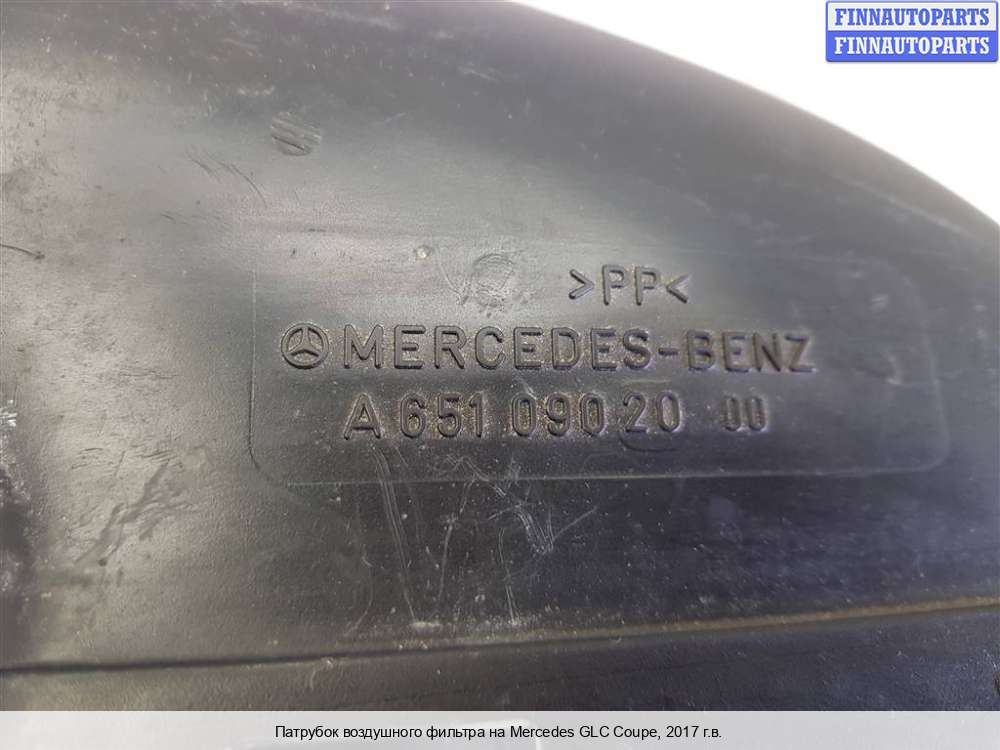 FINNAUTOPARTS
FINNAUTOPARTS
>PP<
MERCEDES-BENZ
A 651 090 20 00
Патрубок воздушного фильтра на Mercedes GLC Coupe, 2017 г.в.